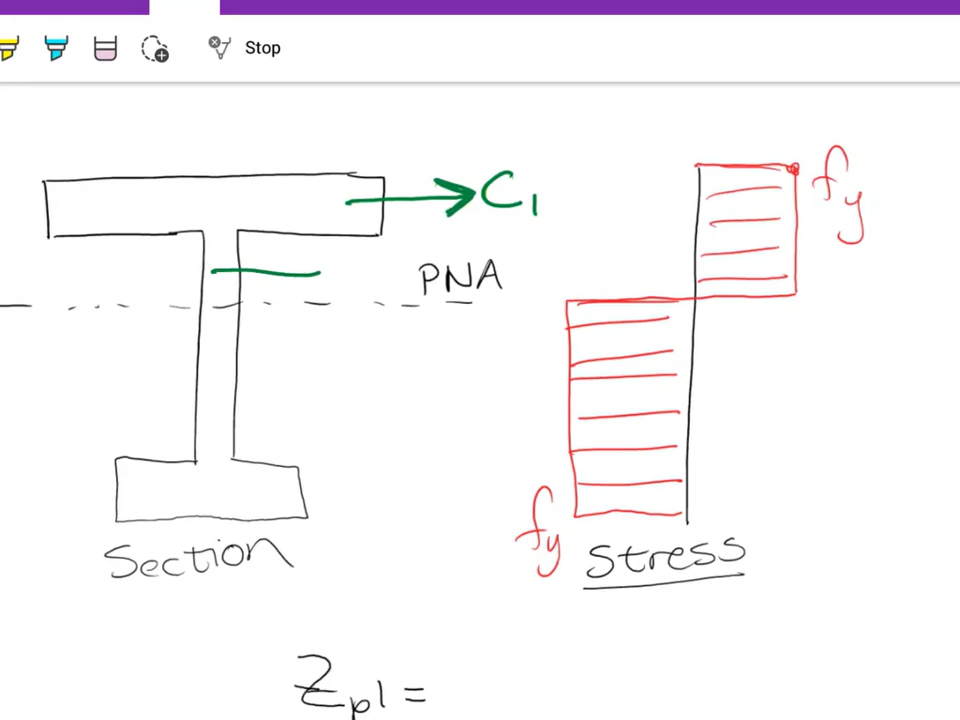 Stop
C1
fy
PNA
fy
Section
Stress
Zpl =